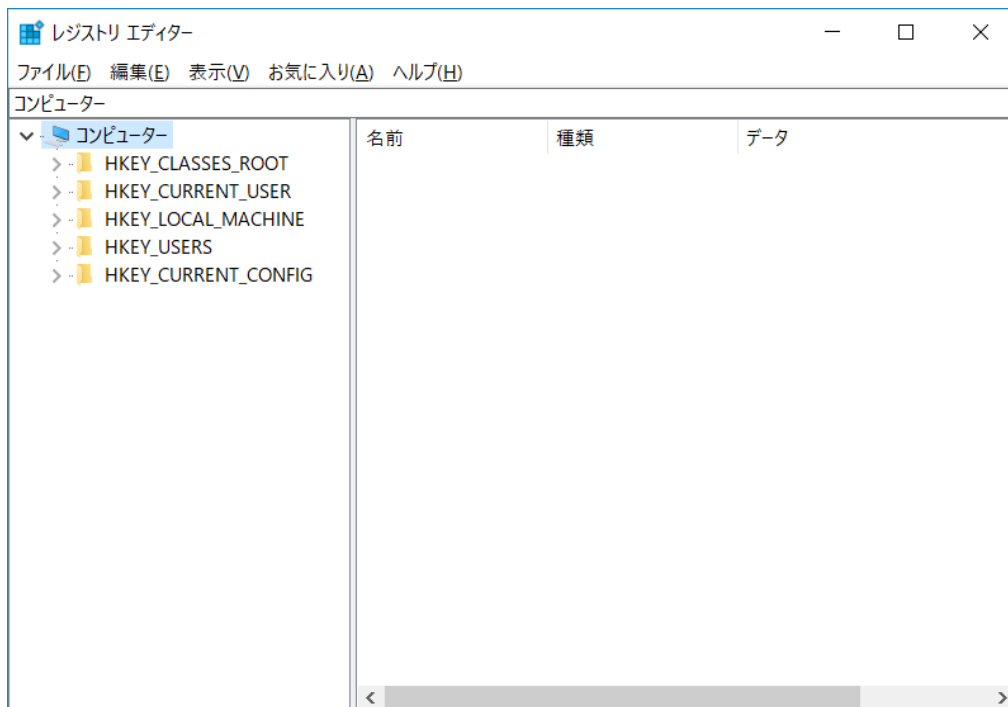 レジストリ エディター
ファイル(F) 編集(E) 表示(V) お気に入り(A) ヘルプ(H)
コンピューター
コンピューター
名前 種類 データ
HKEY_CLASSES_ROOT
HKEY_CURRENT_USER
HKEY_LOCAL_MACHINE
HKEY_USERS
HKEY_CURRENT_CONFIG